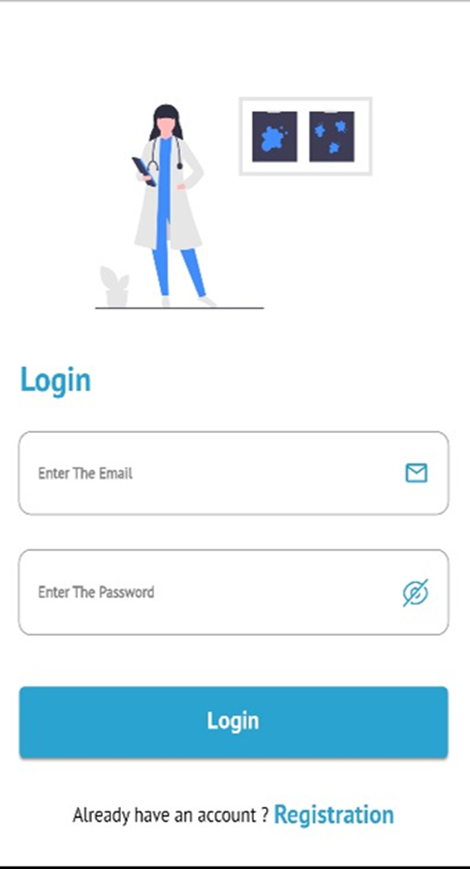 Login
Enter The Email
Enter The Password
Login
Already have an account ? Registration